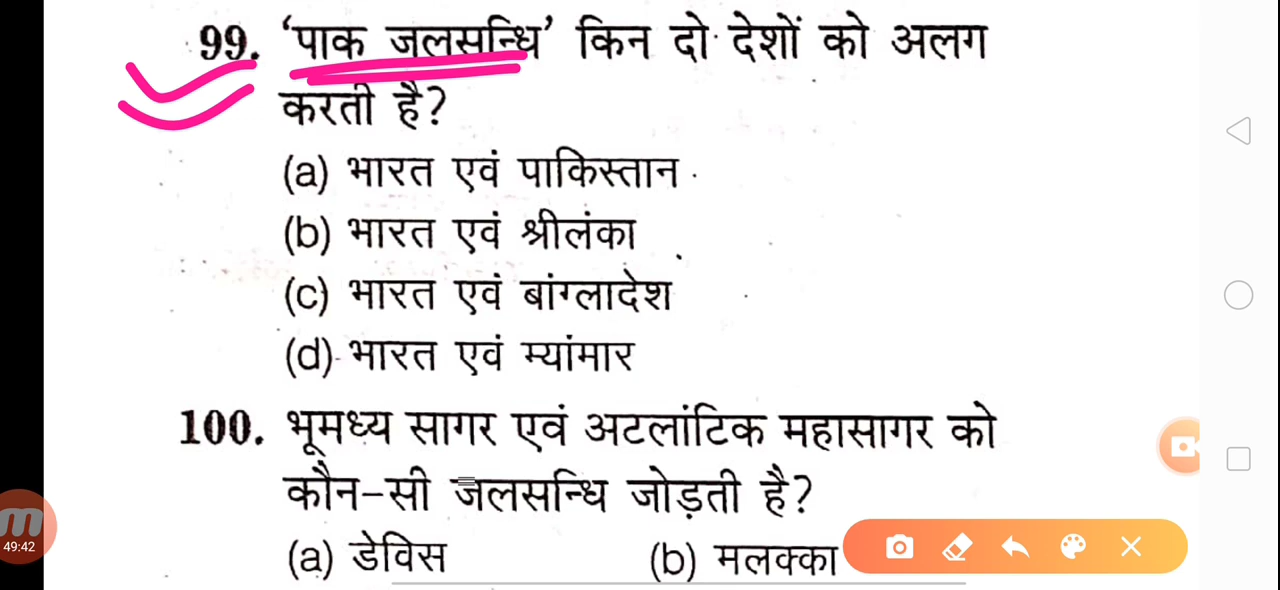 99. 'पाक जलसन्धि' किन दो देशों को अलग
करती है?
(a) भारत एवं पाकिस्तान
(b) भारत एवं श्रीलंका
(c) भारत एवं बांग्लादेश
(d) भारत एवं म्यांमार
100. भूमध्य सागर एवं अटलांटिक महासागर को
कौन-सी जलसन्धि जोड़ती है?
(a) डेविस (b) मलक्का
m
49:42